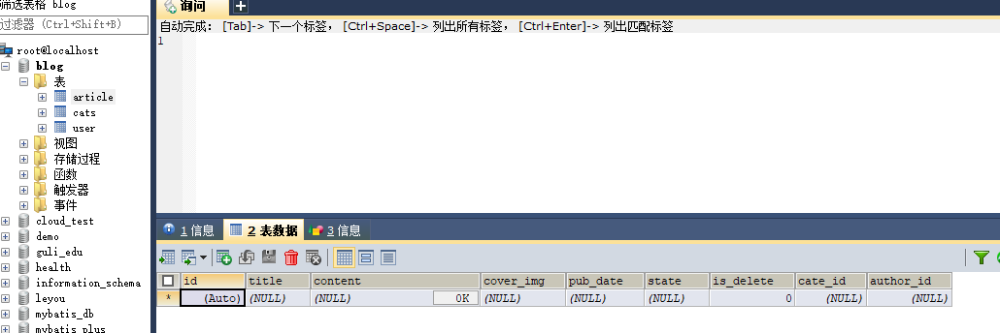 筛选表格 blog
过滤器 (Ctrl+Shift+B)
root@localhost
blog
表
article
cats
user
视图
存储过程
函数
触发器
事件
cloud_test
demo
guli_edu
health
information_schema
leyou
mybatis_db
mybatis_plus
询问
自动完成： [Tab]-> 下一个标签， [Ctrl+Space]-> 列出所有标签， [Ctrl+Enter]-> 列出匹配标签
1
1 信息 2 表数据 3 信息
id title content cover_img pub_date state is_delete cate_id author_id
* (Auto) (NULL) (NULL) 0K (NULL) (NULL) (NULL) 0 (NULL) (NULL)